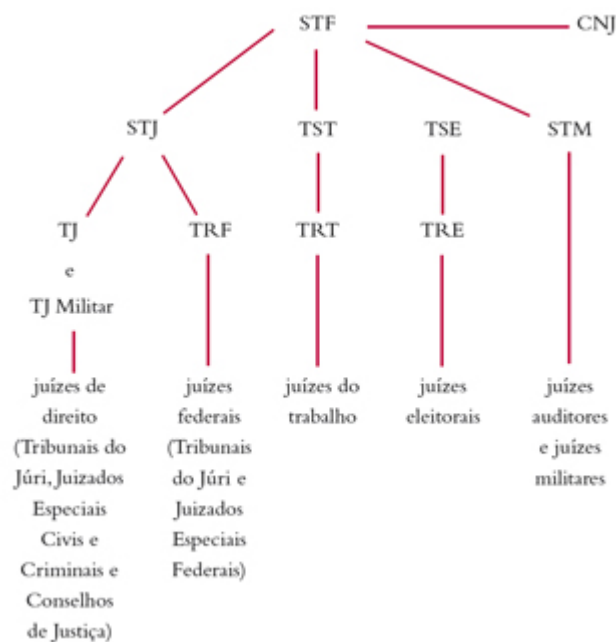 STF
CNJ
STJ
TST
TSE
STM
TJ
e
TJ Militar
TRF
TRT
TRE
juízes de
direito
(Tribunais do
Júri, Juizados
Especiais
Civis e
Criminais e
Conselhos
de Justiça)
juízes
federais
(Tribunais
do Júri e
Juizados
Especiais
Federais)
juízes do
trabalho
juízes
eleitorais
juízes
auditores
e juízes
militares